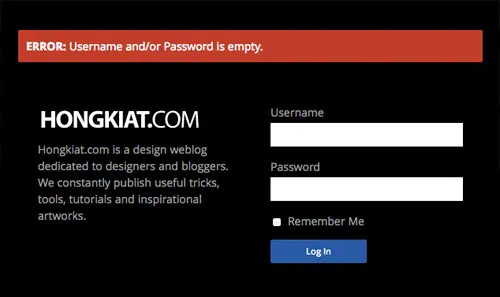 ERROR: Username and/or Password is empty.
HONGKIAT.COM
Hongkiat.com is a design weblog
dedicated to designers and bloggers.
We constantly publish useful tricks,
tools, tutorials and inspirational
artworks.
Username
Password
Remember Me
Log In